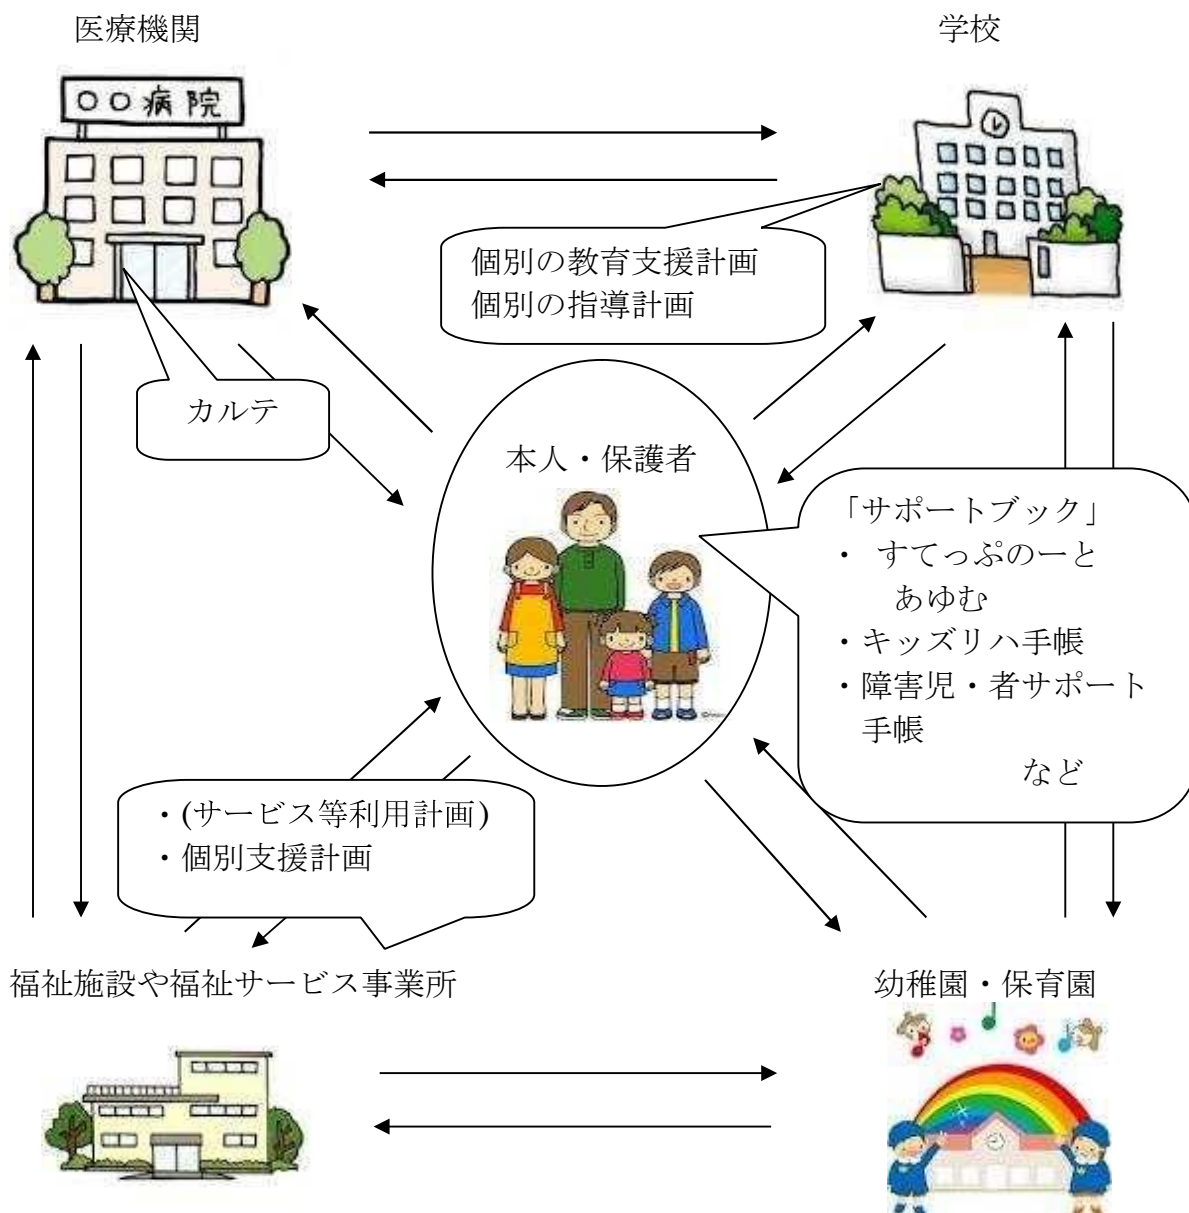 医療機関
学校
○○病院
個別の教育支援計画
個別の指導計画
カルテ
本人・保護者
「サポートブック」
・ すてっぷのーと
あゆむ
・キッズリハ手帳
・障害児・者サポート
手帳
など
・(サービス等利用計画)
・個別支援計画
福祉施設や福祉サービス事業所
幼稚園・保育園